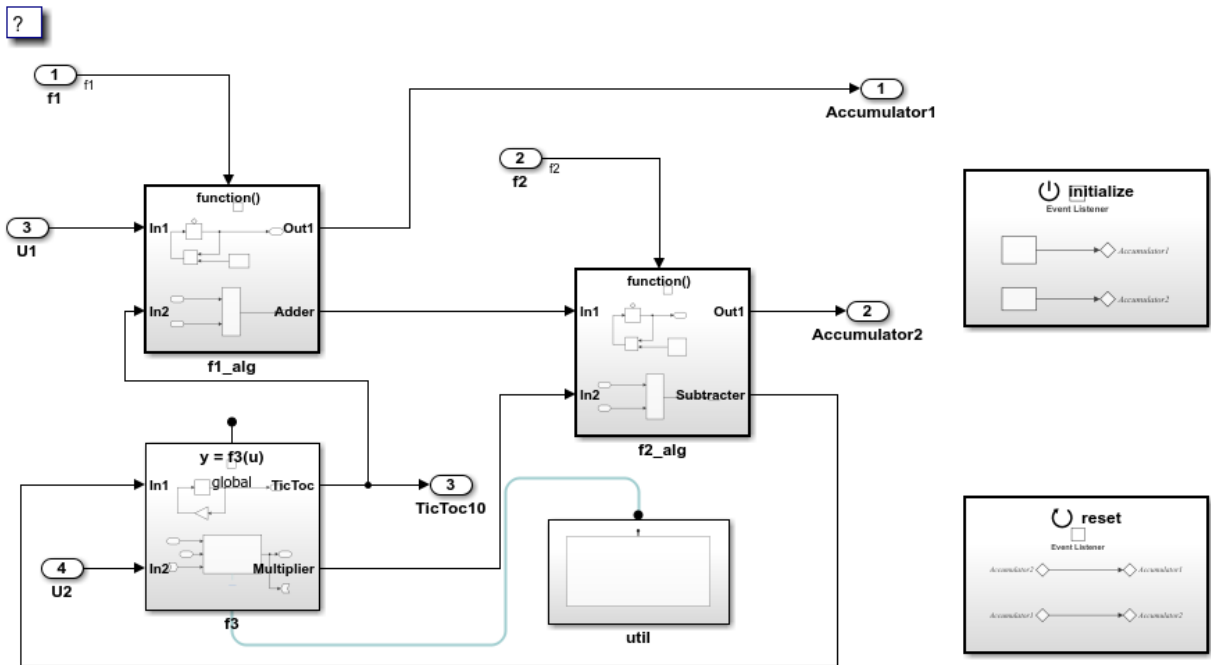 ?
1
f1
f1
1
Accumulator1
2
f2
f2
function()
3
U1
In1
Out1
In2
Adder
f1_alg
initialize
Event Listener
Accumulator1
Accumulator2
function()
In1
Out1
2
Accumulator2
In2
Subtracter
f2_alg
y = f3(u)
global
In1
TicToc
3
TicToc10
4
U2
In2
Multiplier
f3
util
reset
Event Listener
Accumulator2
Accumulator1
Accumulator1
Accumulator2